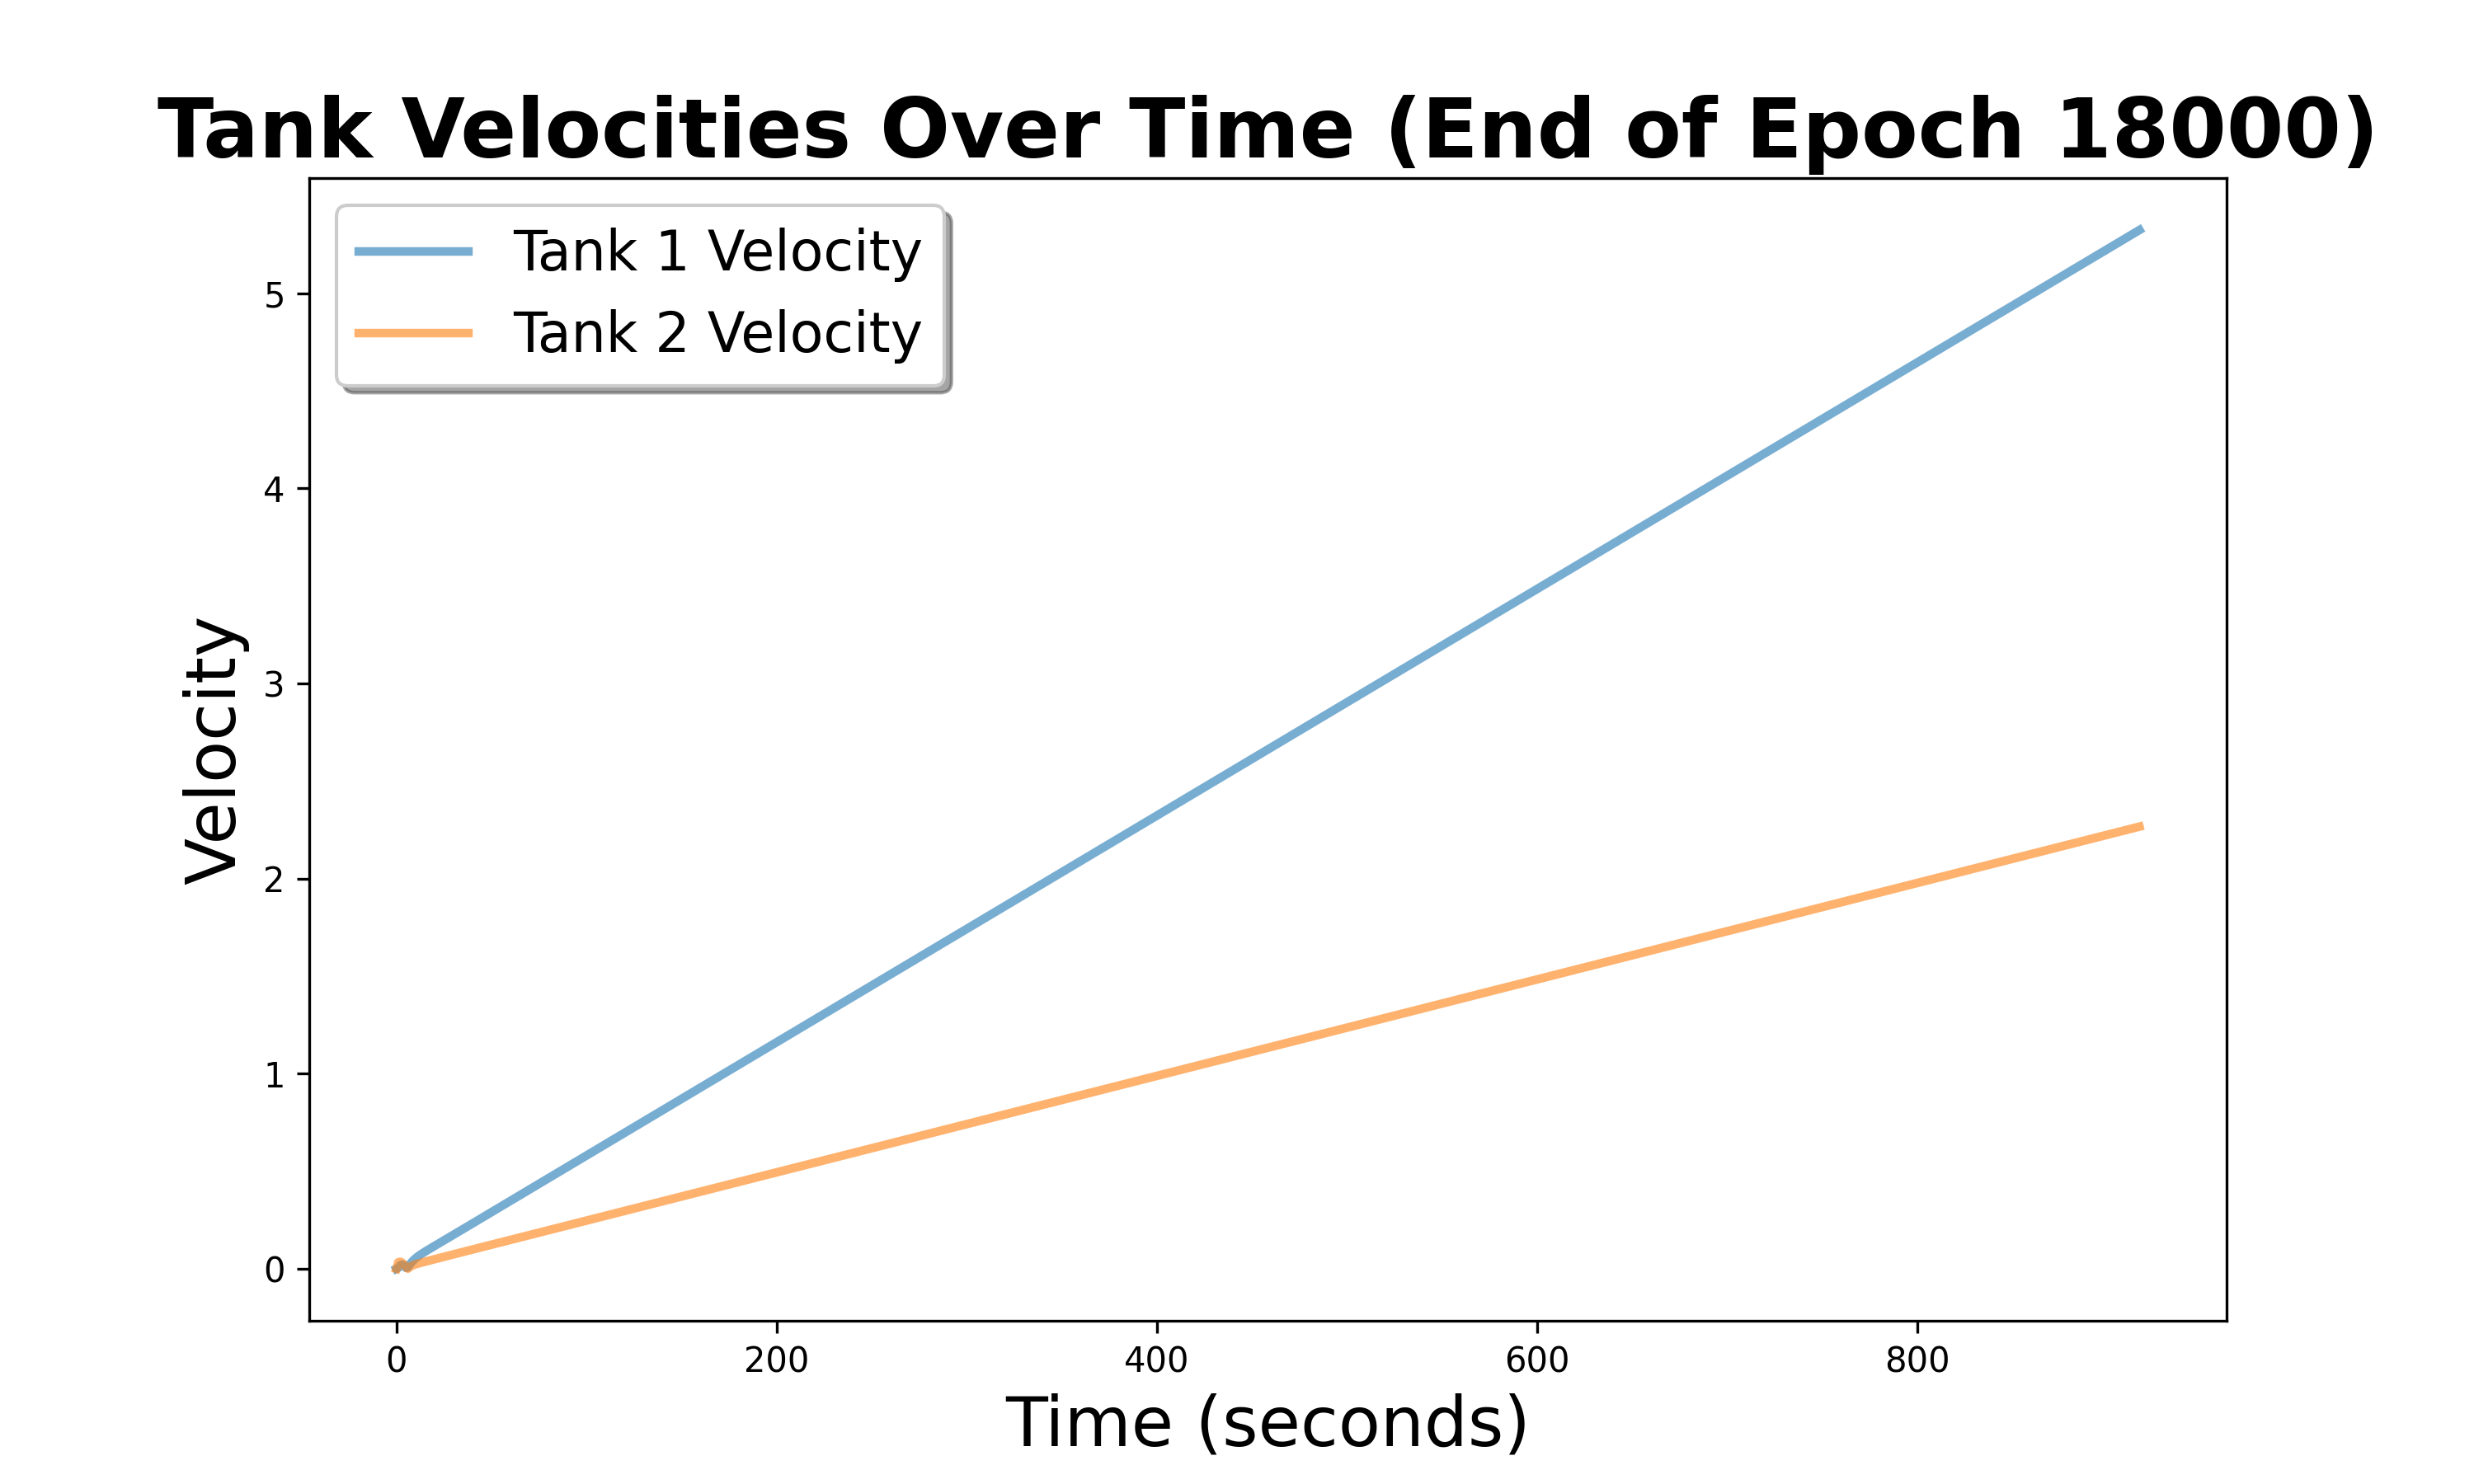 Tank Velocities Over Time (End of Epoch 18000)
Tank 1 Velocity
Tank 2 Velocity
Velocity
5
4
3
2
1
0
0 200 400 600 800
Time (seconds)